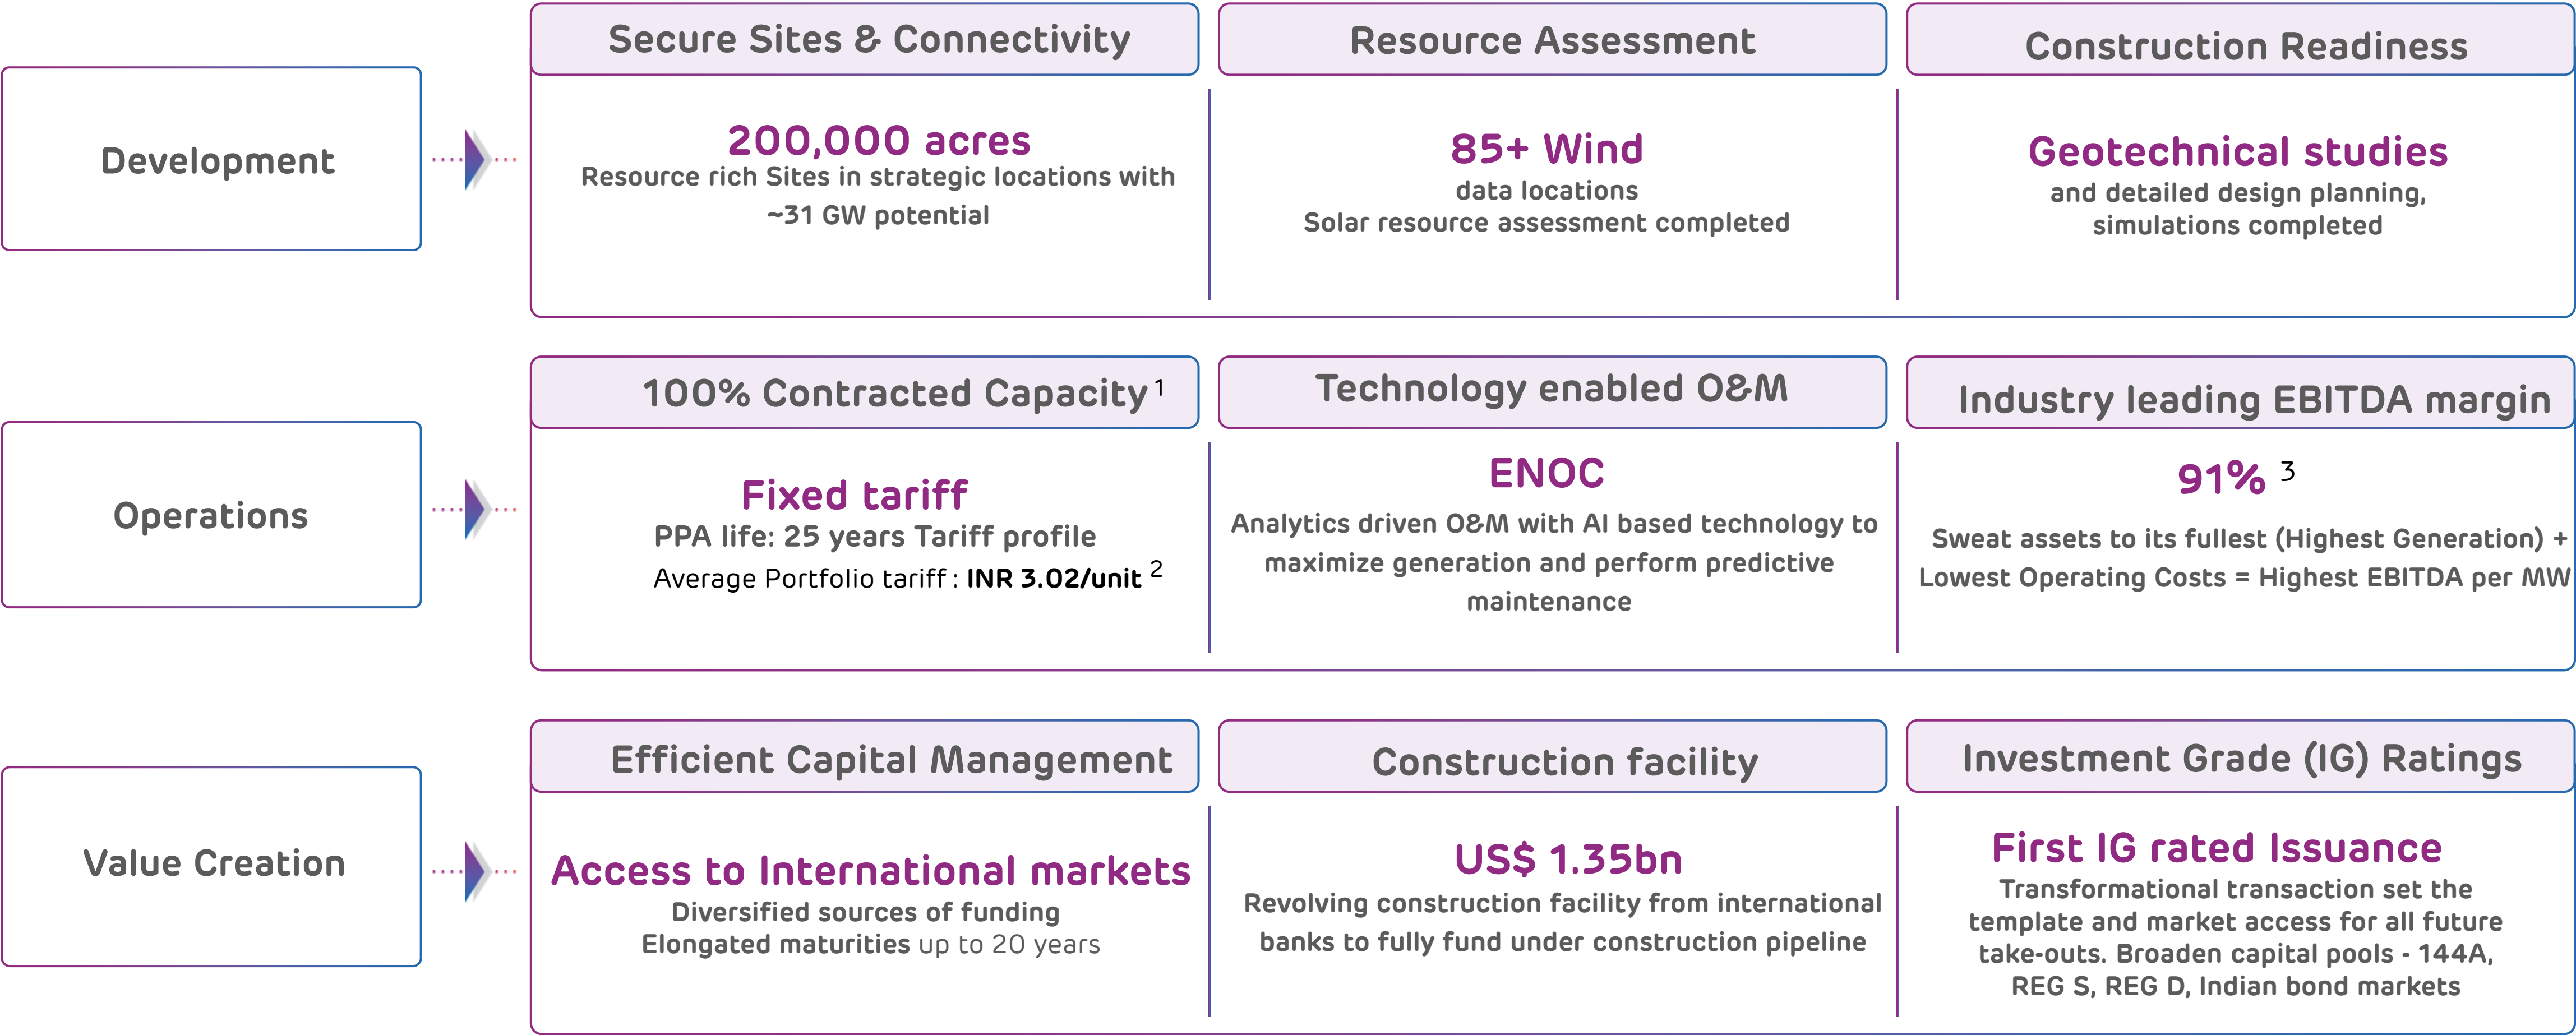 Development
Secure Sites & Connectivity
200,000 acres
Resource rich Sites in strategic locations with
~31 GW potential
Resource Assessment
85+ Wind
data locations
Solar resource assessment completed
Construction Readiness
Geotechnical studies
and detailed design planning,
simulations completed
Operations
100% Contracted Capacity 1
Fixed tariff
PPA life: 25 years Tariff profile
Average Portfolio tariff : INR 3.02/unit 2
Technology enabled O&M
ENOC
Analytics driven O&M with AI based technology to
maximize generation and perform predictive
maintenance
Industry leading EBITDA margin
91% 3
Sweat assets to its fullest (Highest Generation) +
Lowest Operating Costs = Highest EBITDA per MW
Value Creation
Efficient Capital Management
Access to International markets
Diversified sources of funding
Elongated maturities up to 20 years
Construction facility
US$ 1.35bn
Revolving construction facility from international
banks to fully fund under construction pipeline
Investment Grade (IG) Ratings
First IG rated Issuance
Transformational transaction set the
template and market access for all future
take-outs. Broaden capital pools - 144A,
REG S, REG D, Indian bond markets